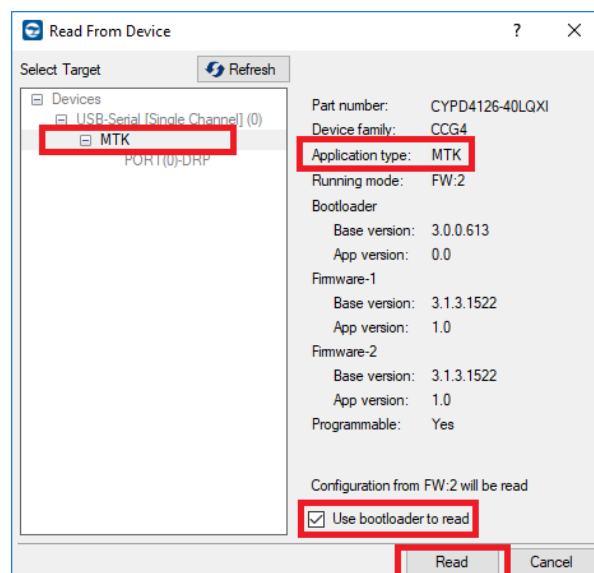 Read From Device
?
Select Target
Refresh
Devices
USB-Serial [Single Channel] (0)
MTK
PORT(0)-DRP
Part number: CYPD4126-40LQXI
Device family: CCG4
Application type: MTK
Running mode: FW:2
Bootloader
Base version: 3.0.0.613
App version: 0.0
Firmware-1
Base version: 3.1.3.1522
App version: 1.0
Firmware-2
Base version: 3.1.3.1522
App version: 1.0
Programmable: Yes
Configuration from FW:2 will be read
Use bootloader to read
Read
Cancel